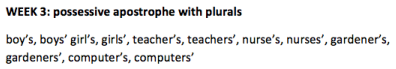 WEEK 3: possessive apostrophe with plurals
boy’s, boys’ girl’s, girls’, teacher’s, teachers’, nurse’s, nurses’, gardener’s,
gardeners’, computer’s, computers’